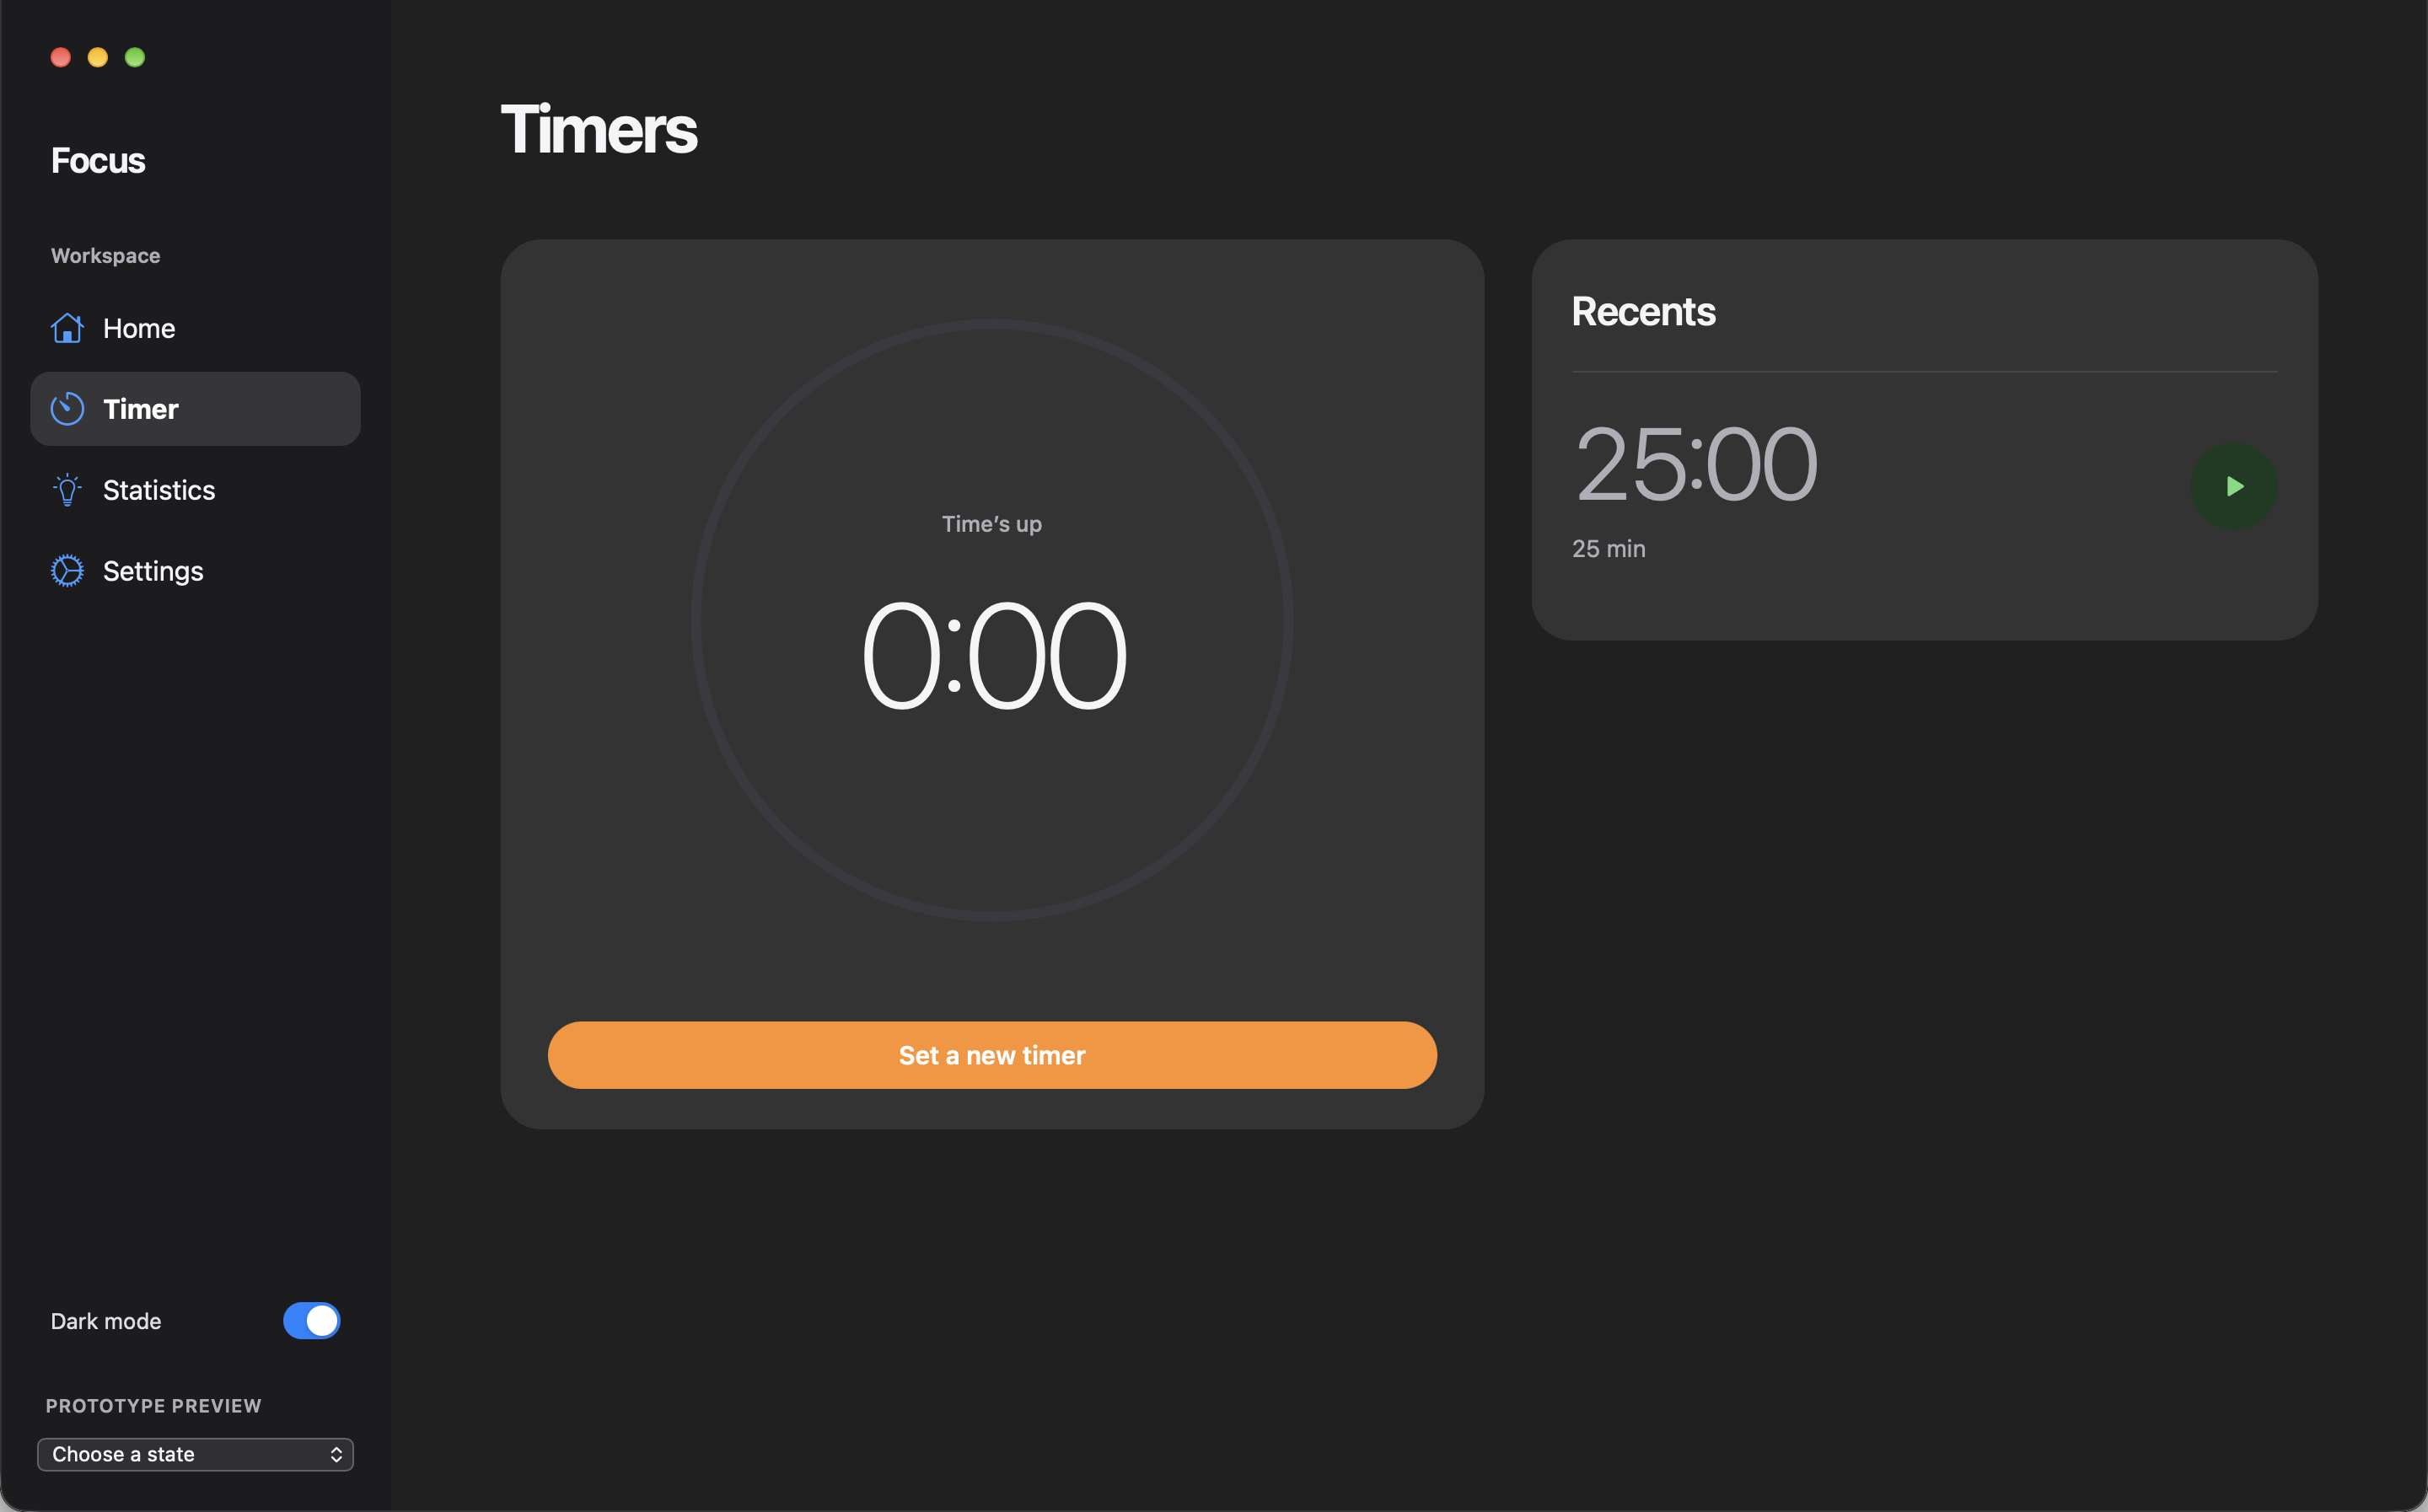 Focus
Workspace
Home
Timer
Statistics
Settings
Dark mode
PROTOTYPE PREVIEW
Choose a state
Timers
Time’s up
0:00
Set a new timer
Recents
25:00
25 min